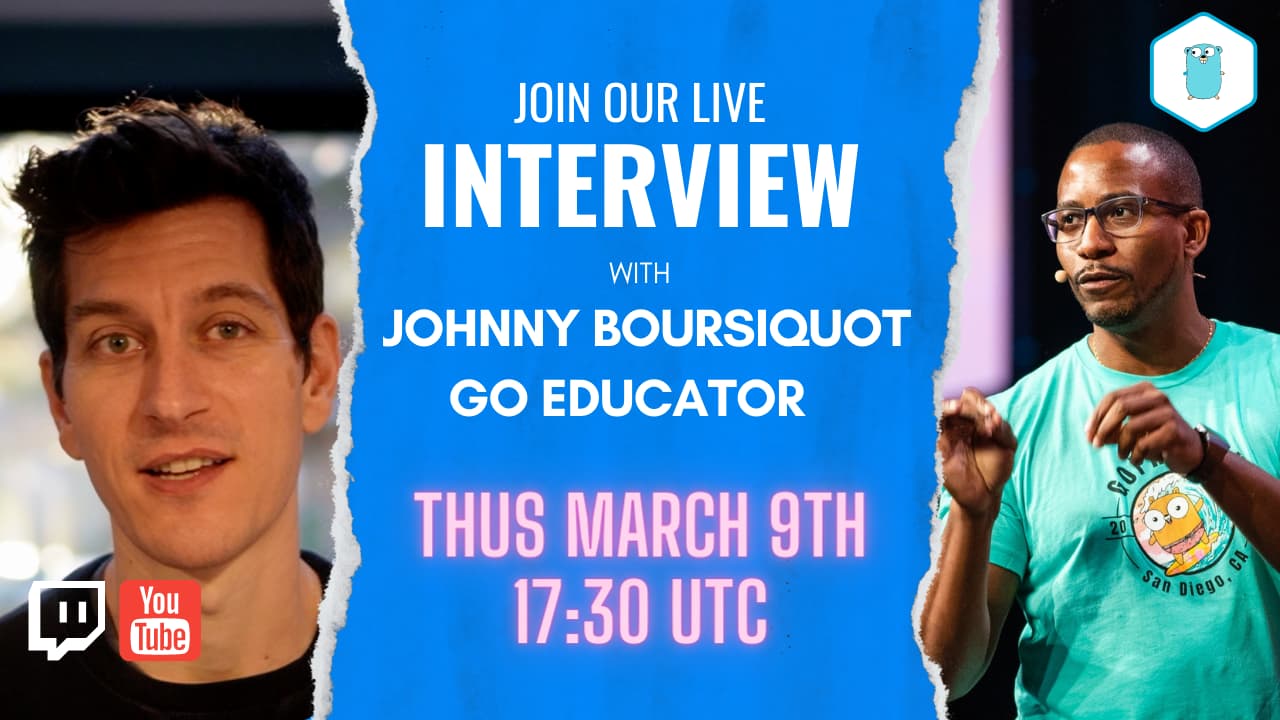 JOIN OUR LIVE
INTERVIEW
WITH
JOHNNY BOURSIQUOT
GO EDUCATOR
THUS MARCH 9TH
17:30 UTC
You
Tube
San Diego, CA